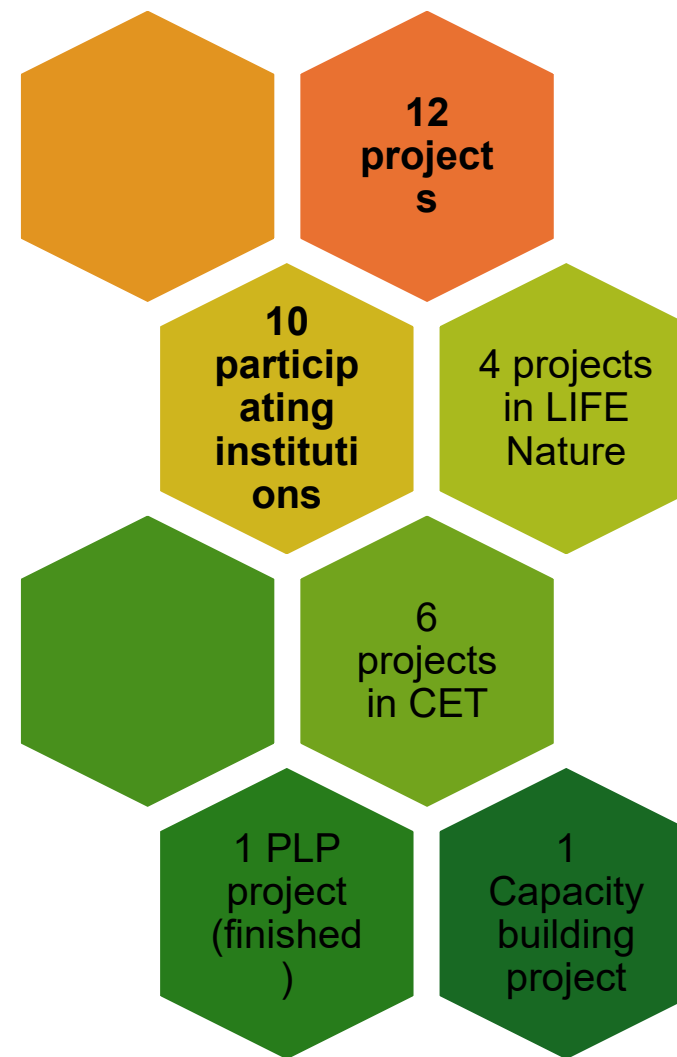 12
project
s
10
particip
ating
instituti
ons
4 projects
in LIFE
Nature
6
projects
in CET
1 PLP
project
(finished
)
1
Capacity
building
project